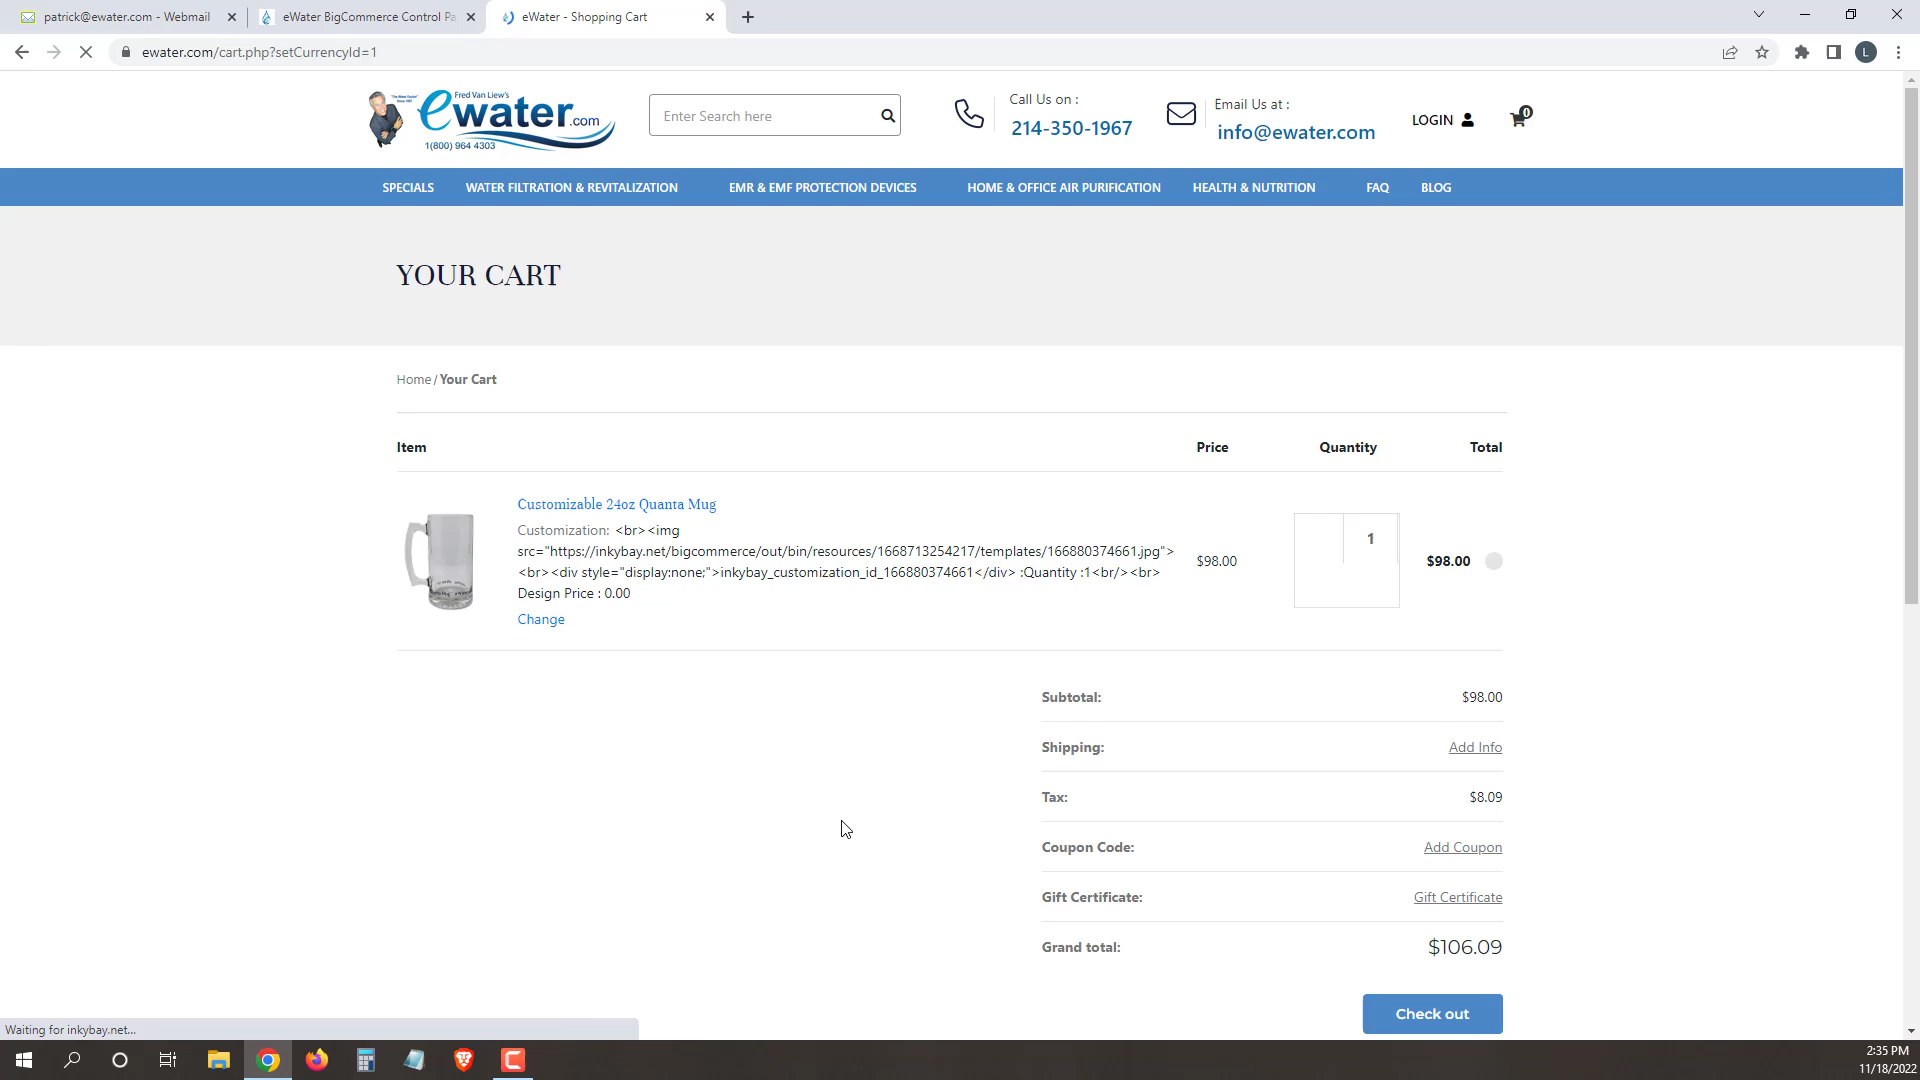 patrick@ewater.com - Webmail
eWater BigCommerce Control Pa
eWater - Shopping Cart
ewater.com/cart.php?setCurrencyId=1
L
"The Water Doctor"
Since 1987
Fred Van Liew's
ewater.com
1(800) 964 4303
Enter Search here
Call Us on :
214-350-1967
Email Us at :
info@ewater.com
LOGIN
0
SPECIALS
WATER FILTRATION & REVITALIZATION
EMR & EMF PROTECTION DEVICES
HOME & OFFICE AIR PURIFICATION
HEALTH & NUTRITION
FAQ
BLOG
YOUR CART
Home / Your Cart
Item Price Quantity Total
Customizable 24oz Quanta Mug
Customization: <br><img
src="https://inkybay.net/bigcommerce/out/bin/resources/1668713254217/templates/166880374661.jpg">
<br><div style="display:none;">inkybay_customization_id_166880374661</div> :Quantity :1<br/><br>
Design Price : 0.00
Change
$98.00
1
$98.00
Subtotal: $98.00
Shipping: Add Info
Tax: $8.09
Coupon Code: Add Coupon
Gift Certificate: Gift Certificate
Grand total: $106.09
Check out
Waiting for inkybay.net...
2:35 PM
11/18/2022